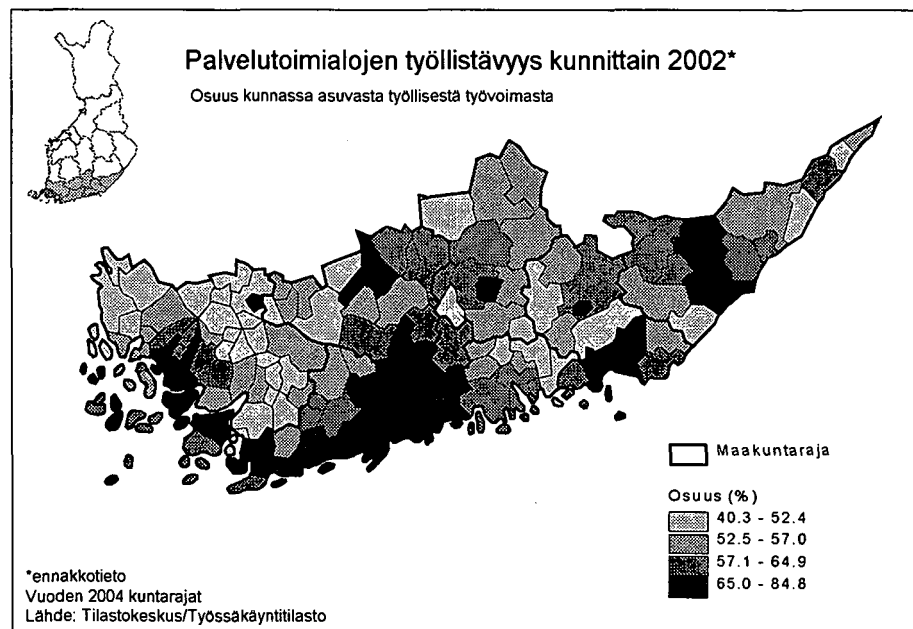 Palvelutoimialojen työllistävyys kunnittain 2002*
Osuus kunnassa asuvasta työllisestä työvoimasta
Maakuntaraja
Osuus (%)
40.3 - 52.4
52.5 - 57.0
57.1 - 64.9
65.0 - 84.8
*ennakkotieto
Vuoden 2004 kuntarajat
Lähde: Tilastokeskus/Työssäkäyntitilasto